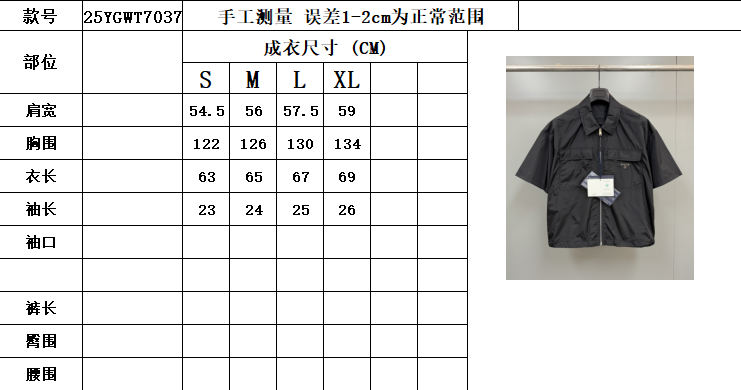 款号 25YGWT7037 手工测量 误差1-2cm为正常范围
部位 成衣尺寸 (CM)
S M L XL
肩宽 54.5 56 57.5 59
胸围 122 126 130 134
衣长 63 65 67 69
袖长 23 24 25 26
袖口
裤长
臀围
腰围